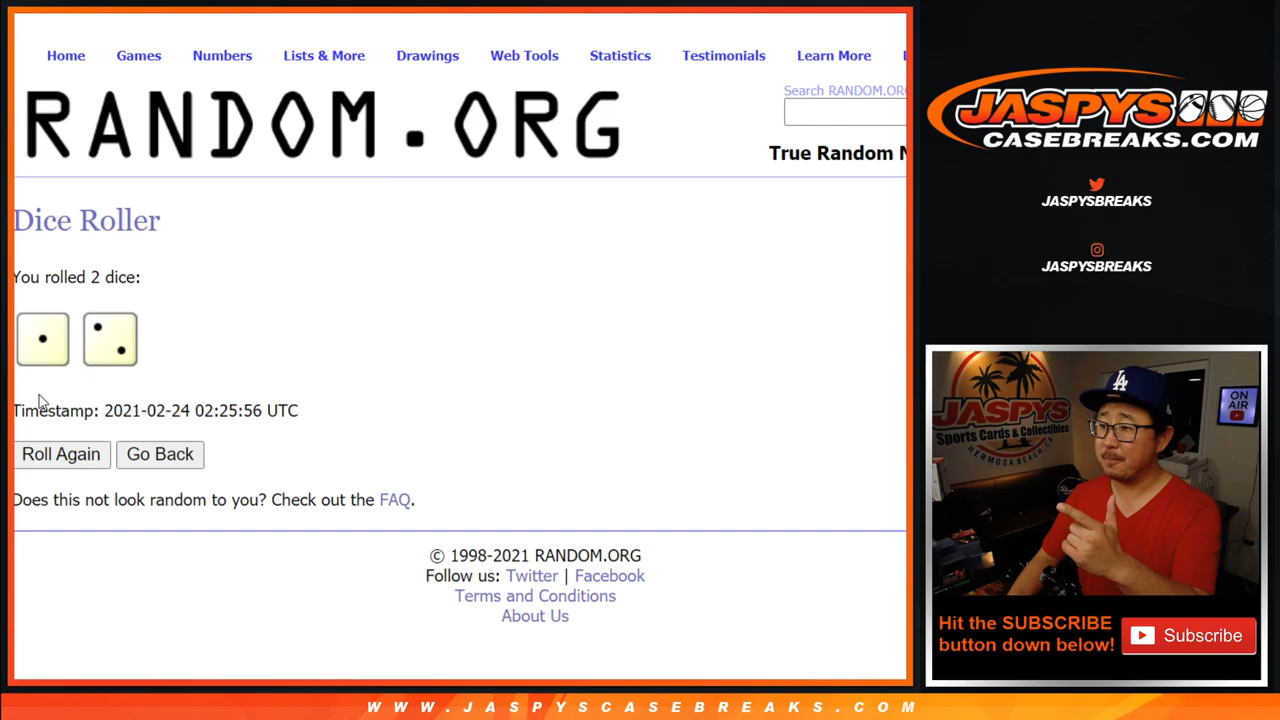 Home Games Numbers Lists & More Drawings Web Tools Statistics Testimonials Learn More
RANDOM.ORG
Search RANDOM.OR
True Random N
Dice Roller
You rolled 2 dice:
Timestamp: 2021-02-24 02:25:56 UTC
Roll Again Go Back
Does this not look random to you? Check out the FAQ.
© 1998-2021 RANDOM.ORG
Follow us: Twitter | Facebook
Terms and Conditions
About Us
JASPYS
CASEBREAKS.COM
JASPYSBREAKS
JASPYSBREAKS
JASPYS
Sports Cards & Collectibles
HERMOSA BEACH, CA
LA
ON
AIR
Hit the SUBSCRIBE
button down below!
Subscribe
WWW.JASPYSCASEBREAKS.COM